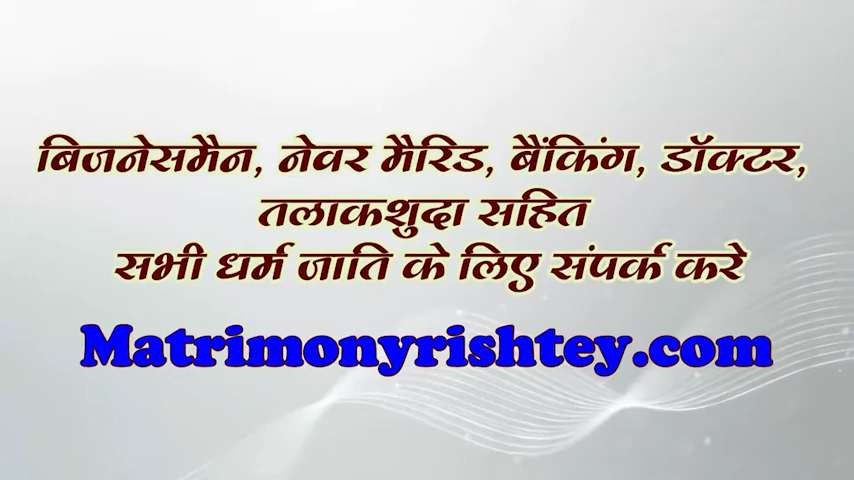 बिजनेसमैन, नेवर मैरिड, बैंकिंग, डॉक्टर,
तलाकशुदा सहित
सभी धर्म जाति के लिए संपर्क करे
Matrimonyrishtey.com